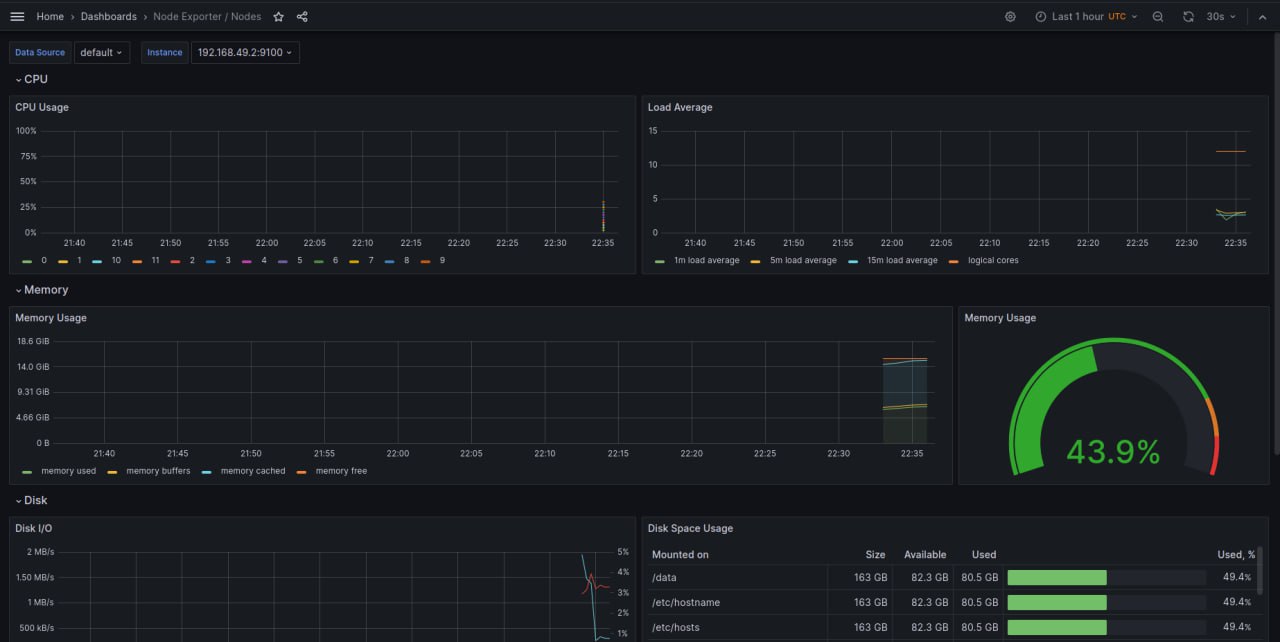 Home › Dashboards › Node Exporter / Nodes
Last 1 hour UTC
30s
Data Source default
Instance 192.168.49.2:9100
CPU
CPU Usage
100%
75%
50%
25%
0%
21:40 21:45 21:50 21:55 22:00 22:05 22:10 22:15 22:20 22:25 22:30 22:35
0 1 10 11 2 3 4 5 6 7 8 9
Load Average
15
10
5
0
21:40 21:45 21:50 21:55 22:00 22:05 22:10 22:15 22:20 22:25 22:30 22:35
1m load average 5m load average 15m load average logical cores
Memory
Memory Usage
18.6 GiB
14.0 GiB
9.31 GiB
4.66 GiB
0 B
21:40 21:45 21:50 21:55 22:00 22:05 22:10 22:15 22:20 22:25 22:30 22:35
memory used memory buffers memory cached memory free
Memory Usage
43.9%
Disk
Disk I/O
2 MB/s
1.50 MB/s
1 MB/s
500 kB/s
5%
4%
3%
2%
1%
Disk Space Usage
Mounted on Size Available Used Used, %
/data 163 GB 82.3 GB 80.5 GB 49.4%
/etc/hostname 163 GB 82.3 GB 80.5 GB 49.4%
/etc/hosts 163 GB 82.3 GB 80.5 GB 49.4%